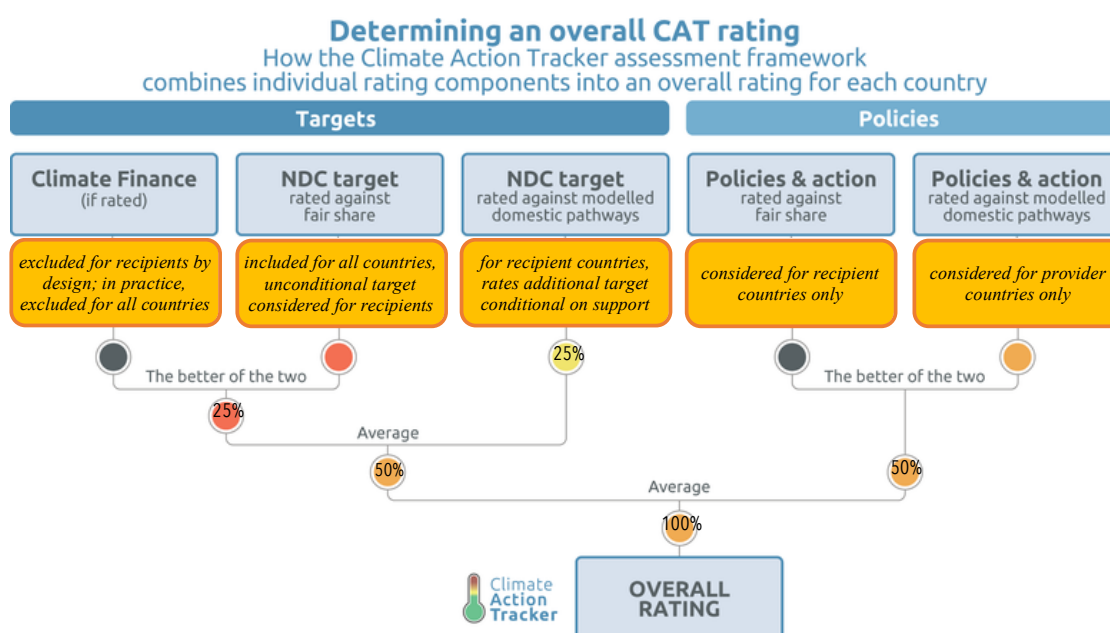 Determining an overall CAT rating
How the Climate Action Tracker assessment framework
combines individual rating components into an overall rating for each country
Targets
Policies
Climate Finance
(if rated)
NDC target
rated against
fair share
NDC target
rated against modelled
domestic pathways
Policies & action
rated against
fair share
Policies & action
rated against modelled
domestic pathways
excluded for recipients by
design; in practice,
excluded for all countries
included for all countries,
unconditional target
considered for recipients
for recipient countries,
rates additional target
conditional on support
considered for recipient
countries only
considered for provider
countries only
25%
The better of the two
The better of the two
25%
Average
50%
50%
Average
100%
Climate
Action
Tracker
OVERALL
RATING